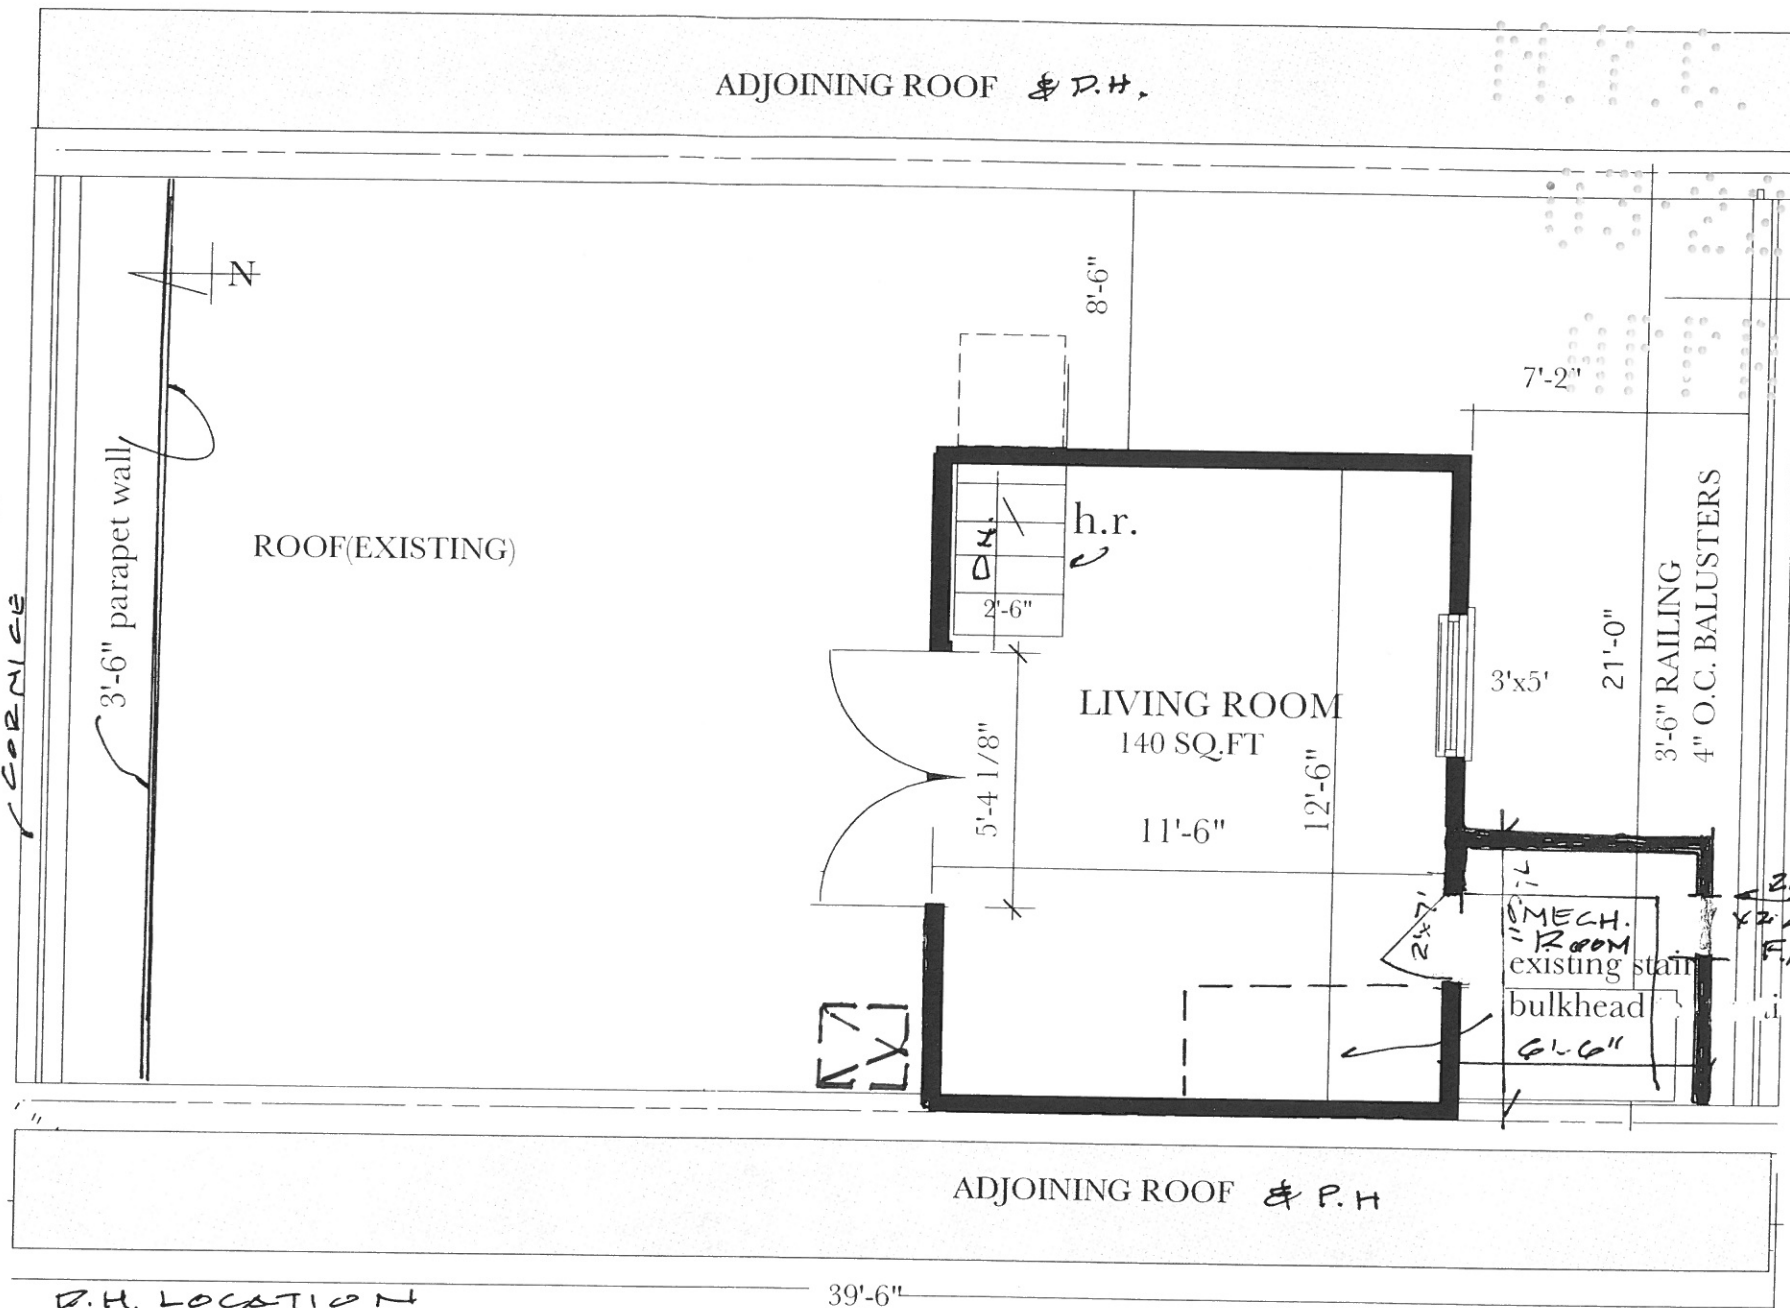 ADJOINING ROOF & P.H.
N
8'-6"
7'-2"
CORNICE
3'-6" parapet wall
ROOF(EXISTING)
h.r.
2'-6"
5'-4 1/8"
LIVING ROOM
140 SQ.FT
11'-6"
12'-6"
3'x5'
21'-0"
3'-6" RAILING
4" O.C. BALUSTERS
2'x7'
MECH.
ROOM
existing stair
bulkhead
6'-6"
ADJOINING ROOF & P.H
39'-6"
P.H. LOCATION